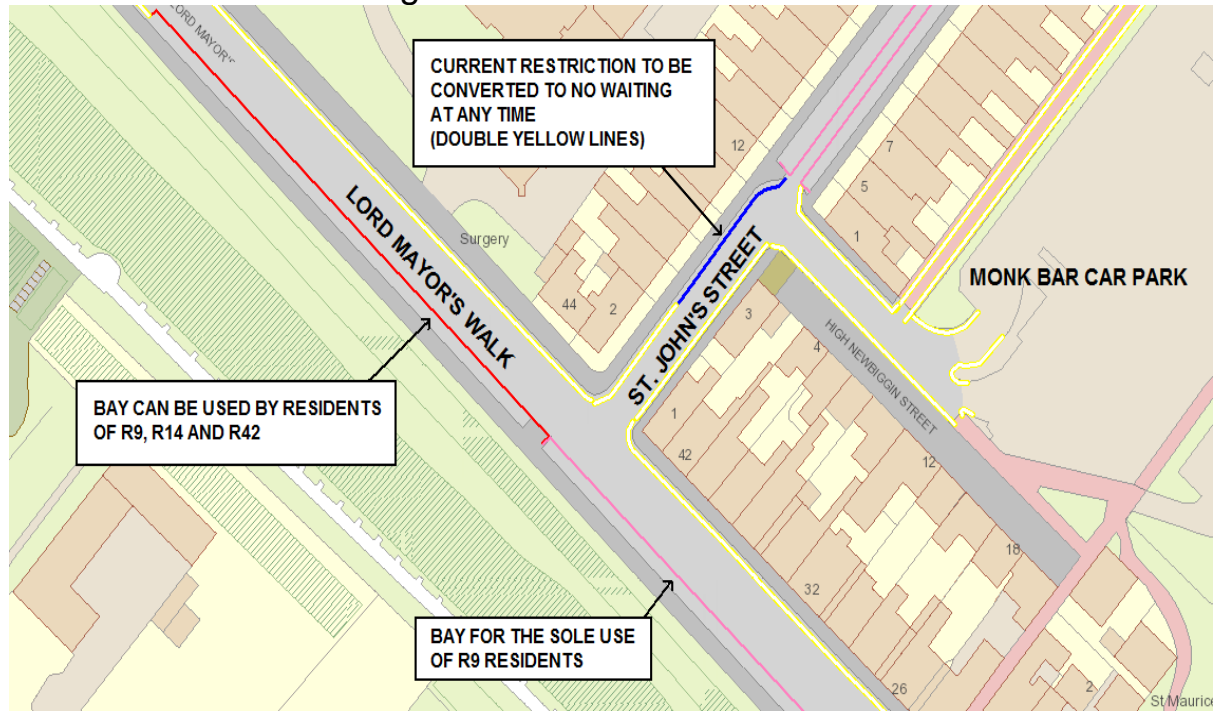 LORD MAYOR'S
CURRENT RESTRICTION TO BE
CONVERTED TO NO WAITING
AT ANY TIME
(DOUBLE YELLOW LINES)
12
7
5
1
Surgery
LORD MAYOR'S WALK
ST. JOHN'S STREET
MONK BAR CAR PARK
44
2
3
4
HIGH NEWBIGGIN STREET
BAY CAN BE USED BY RESIDENTS
OF R9, R14 AND R42
1
42
12
18
32
BAY FOR THE SOLE USE
OF R9 RESIDENTS
26
2
St Maurice